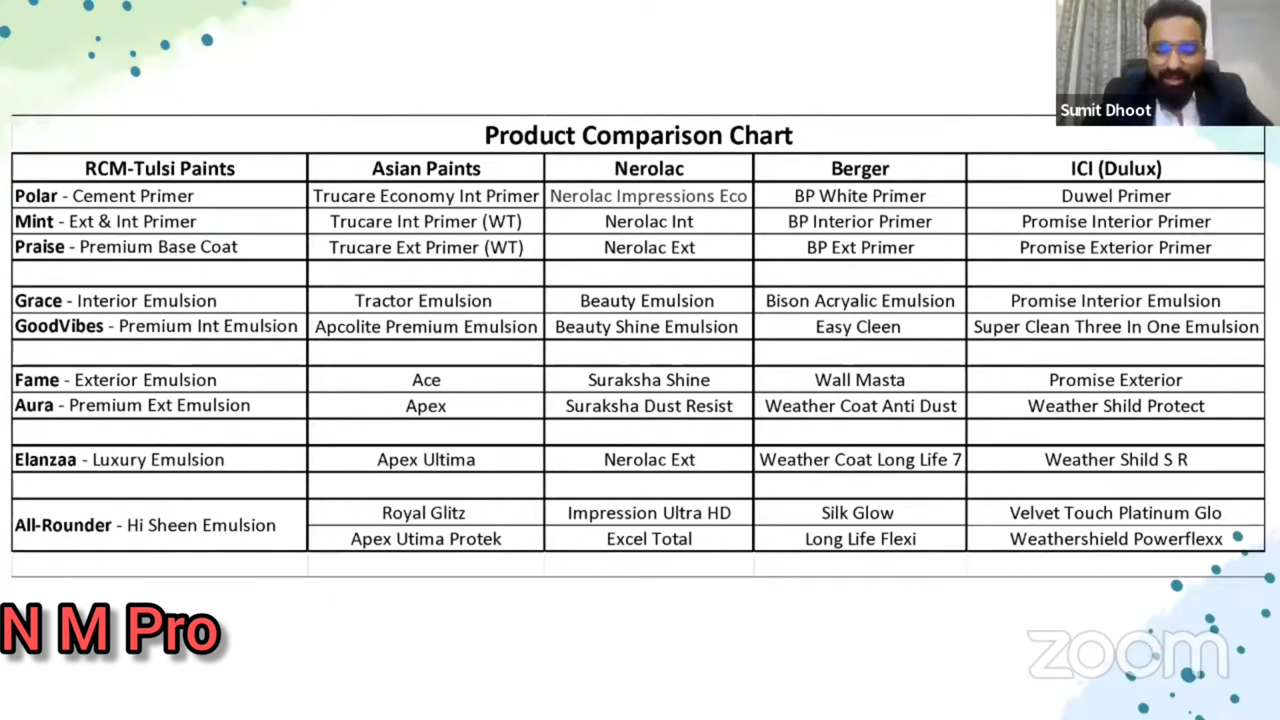 Sumit Dhoot
Product Comparison Chart
RCM-Tulsi Paints Asian Paints Nerolac Berger ICI (Dulux)
Polar - Cement Primer Trucare Economy Int Primer Nerolac Impressions Eco BP White Primer Duwel Primer
Mint - Ext & Int Primer Trucare Int Primer (WT) Nerolac Int BP Interior Primer Promise Interior Primer
Praise - Premium Base Coat Trucare Ext Primer (WT) Nerolac Ext BP Ext Primer Promise Exterior Primer
Grace - Interior Emulsion Tractor Emulsion Beauty Emulsion Bison Acryalic Emulsion Promise Interior Emulsion
GoodVibes - Premium Int Emulsion Apcolite Premium Emulsion Beauty Shine Emulsion Easy Cleen Super Clean Three In One Emulsion
Fame - Exterior Emulsion Ace Suraksha Shine Wall Masta Promise Exterior
Aura - Premium Ext Emulsion Apex Suraksha Dust Resist Weather Coat Anti Dust Weather Shild Protect
Elanzaa - Luxury Emulsion Apex Ultima Nerolac Ext Weather Coat Long Life 7 Weather Shild S R
All-Rounder - Hi Sheen Emulsion Royal Glitz Impression Ultra HD Silk Glow Velvet Touch Platinum Glo
Apex Utima Protek Excel Total Long Life Flexi Weathershield Powerflexx
N M Pro
zoom